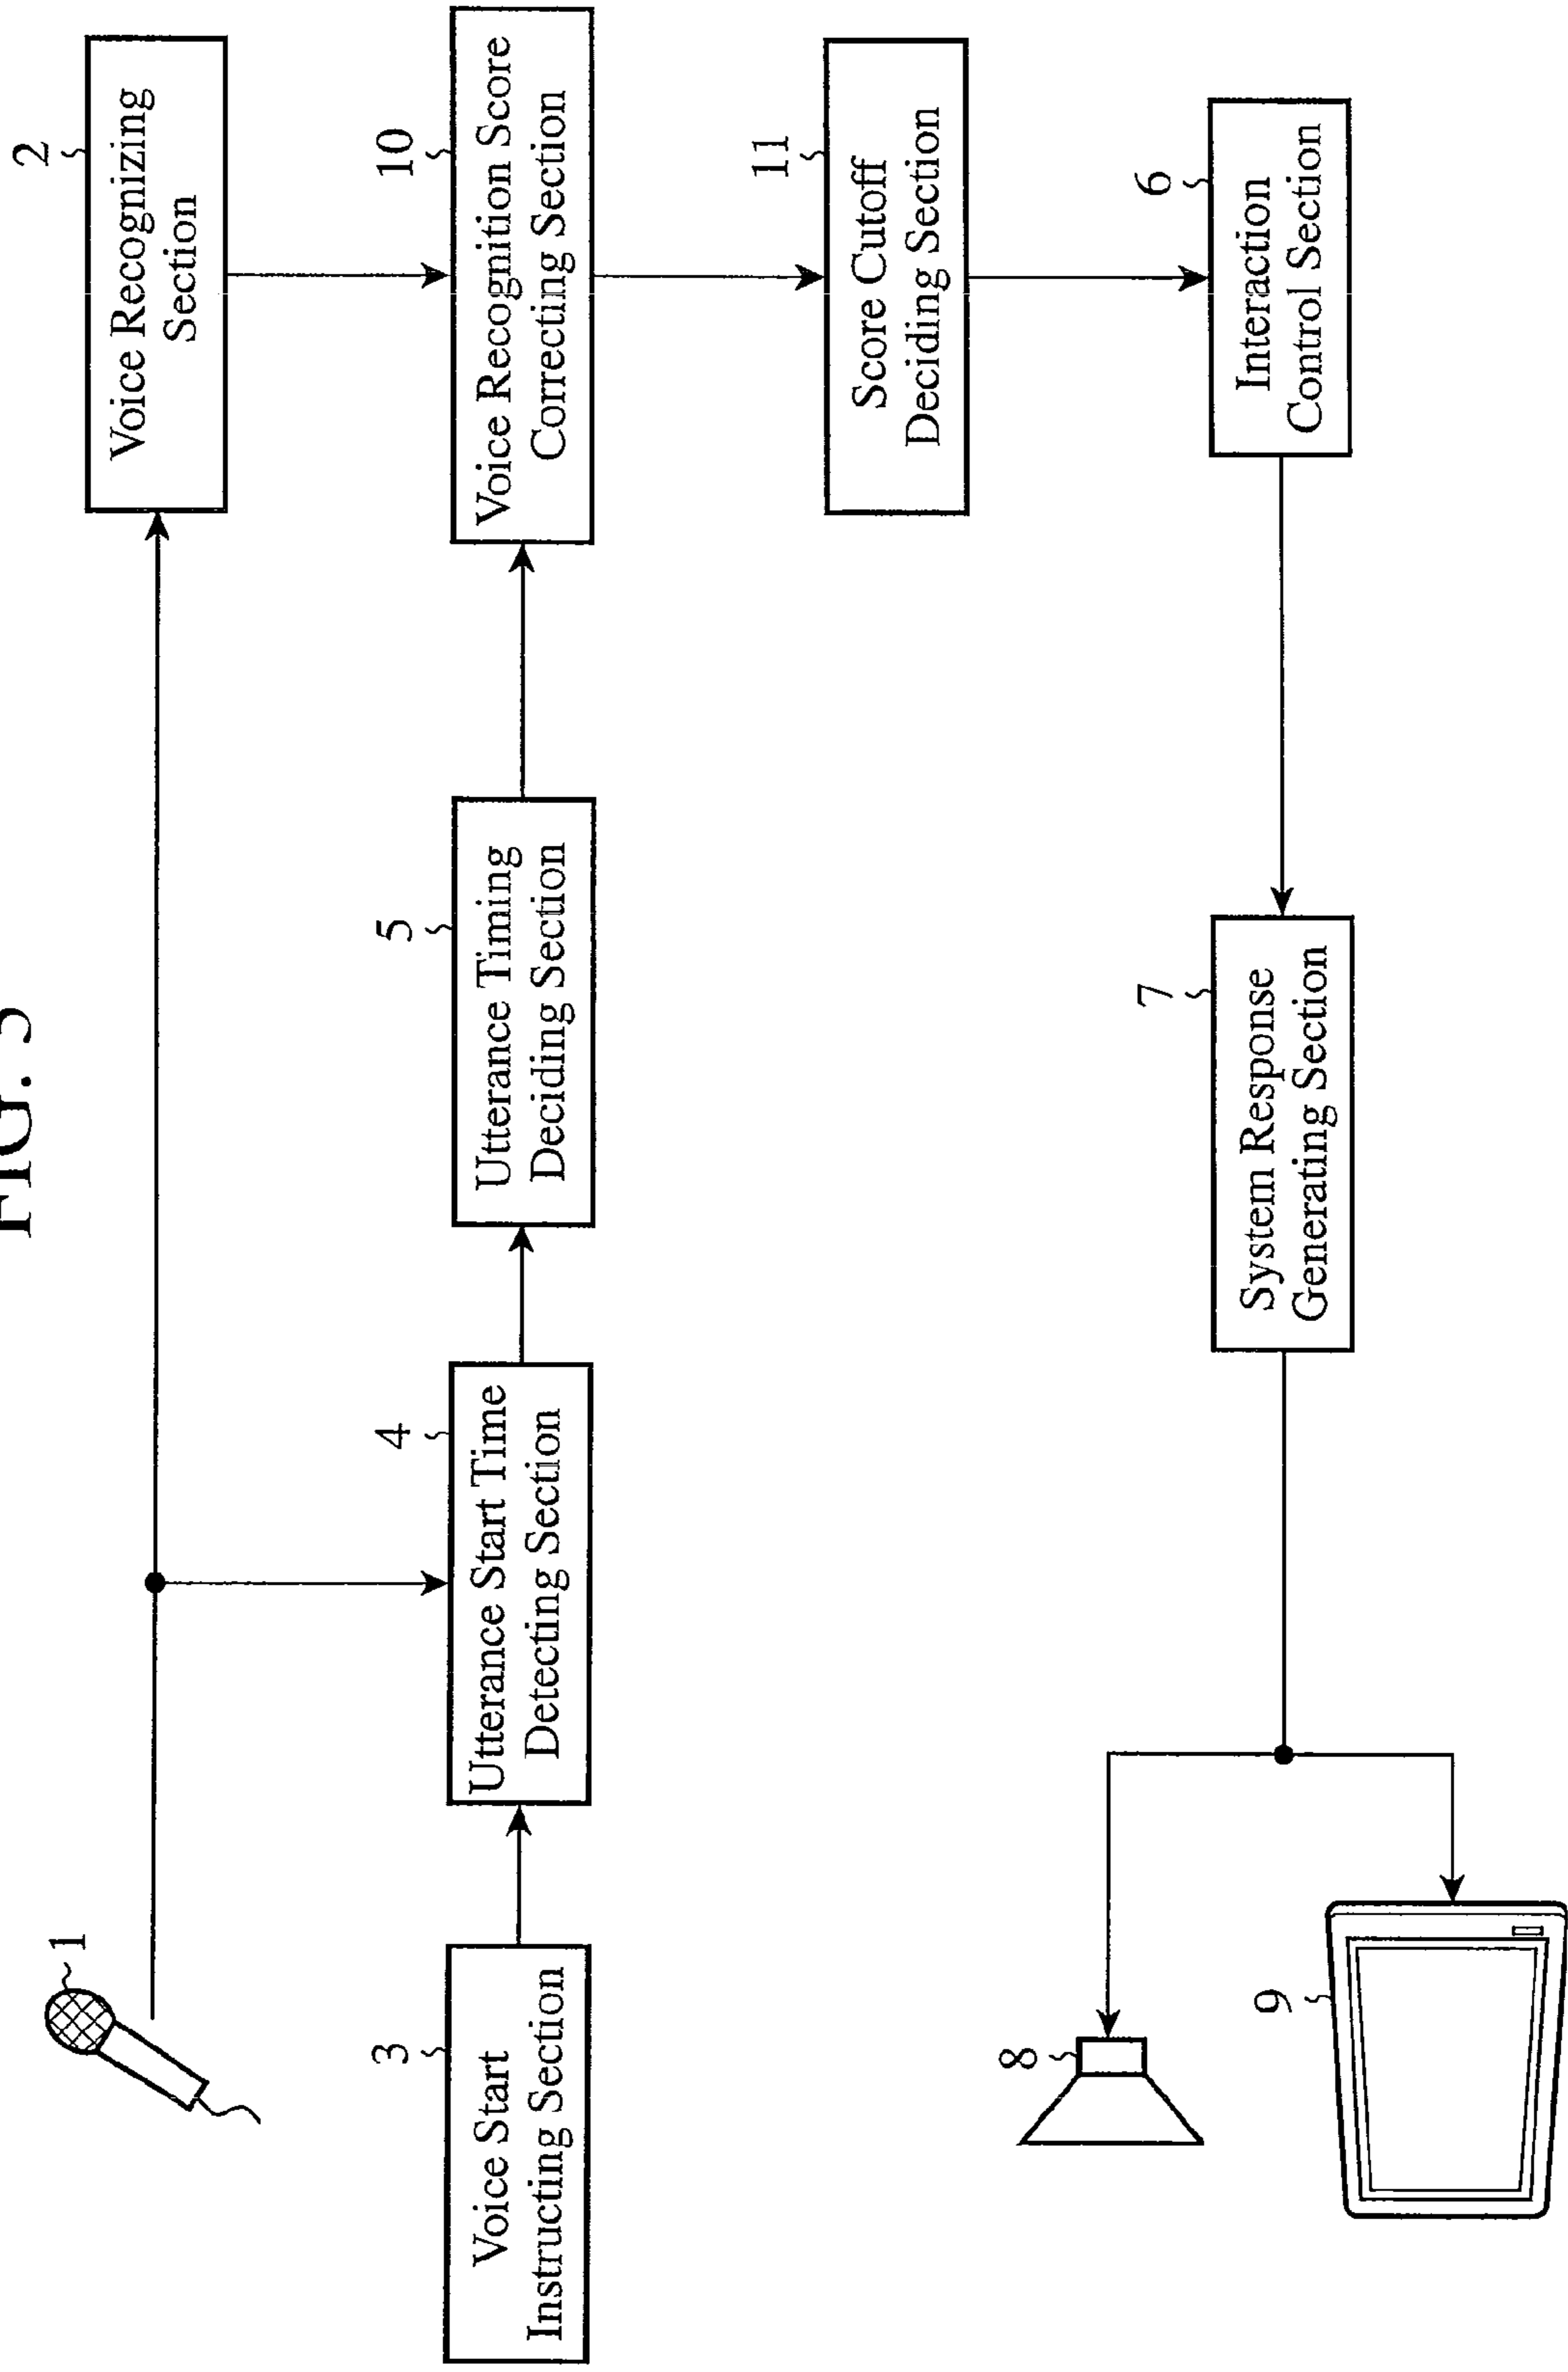 FIG.
1
2
Voice Recognizing
Section
3
Voice Start
Instructing Section
4
Utterance Start Time
Detecting Section
5
Utterance Timing
Deciding Section
10
Voice Recognition Score
Correcting Section
11
Score Cutoff
Deciding Section
6
Interaction
Control Section
7
System Response
Generating Section
8
9